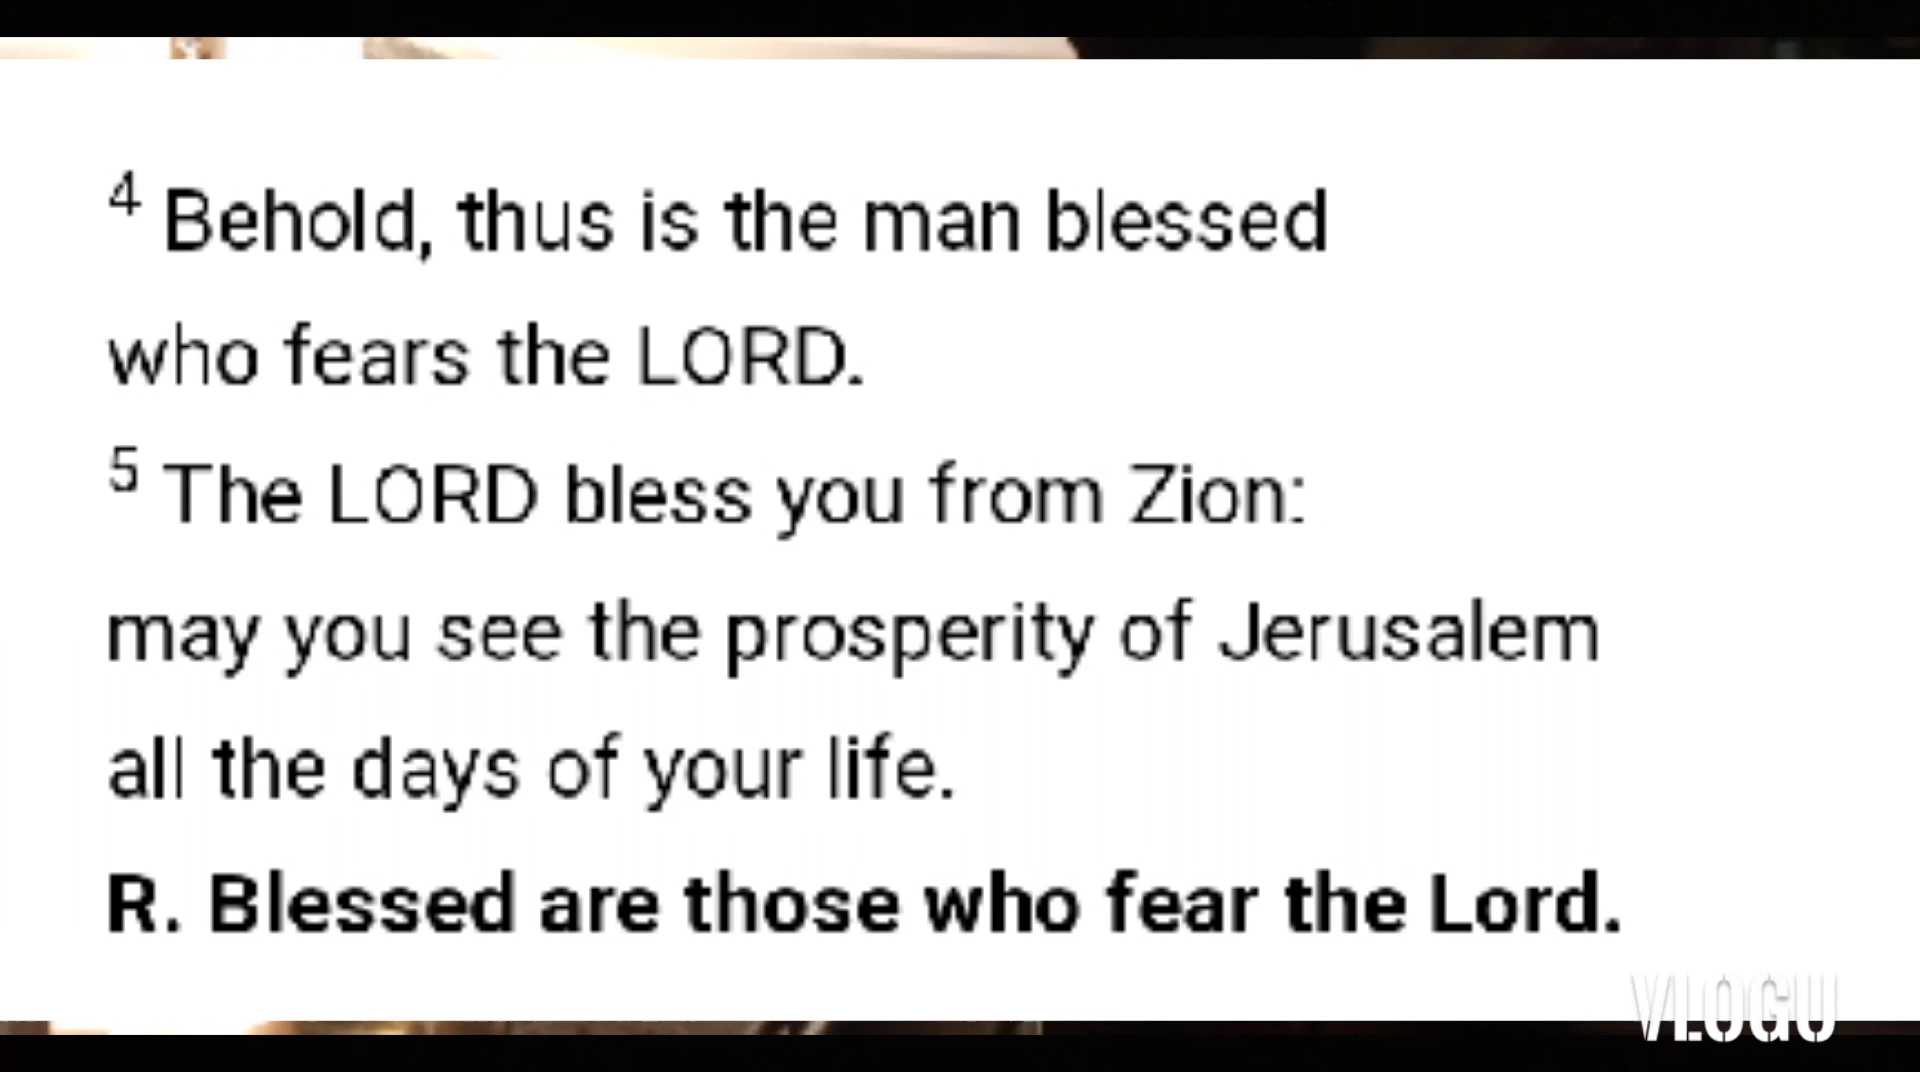 4 Behold, thus is the man blessed
who fears the LORD.
5 The LORD bless you from Zion:
may you see the prosperity of Jerusalem
all the days of your life.
R. Blessed are those who fear the Lord.
VLOGU